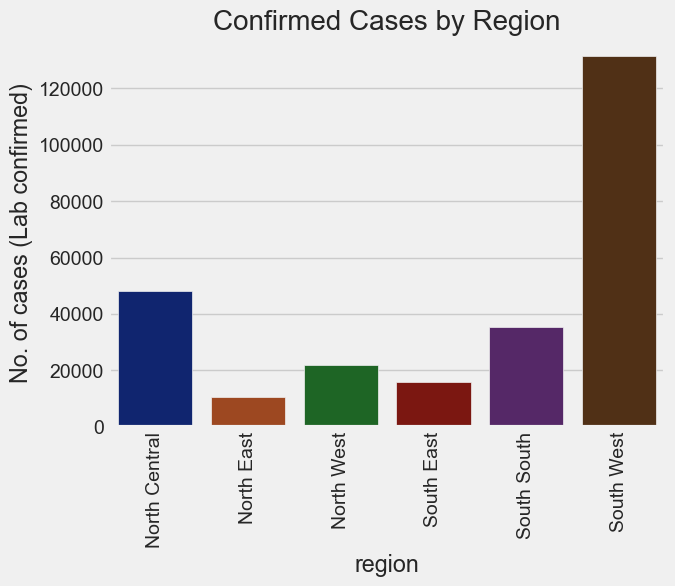 Confirmed Cases by Region
No. of cases (Lab confirmed)
120000
100000
80000
60000
40000
20000
0
North Central
North East
North West
South East
South South
South West
region